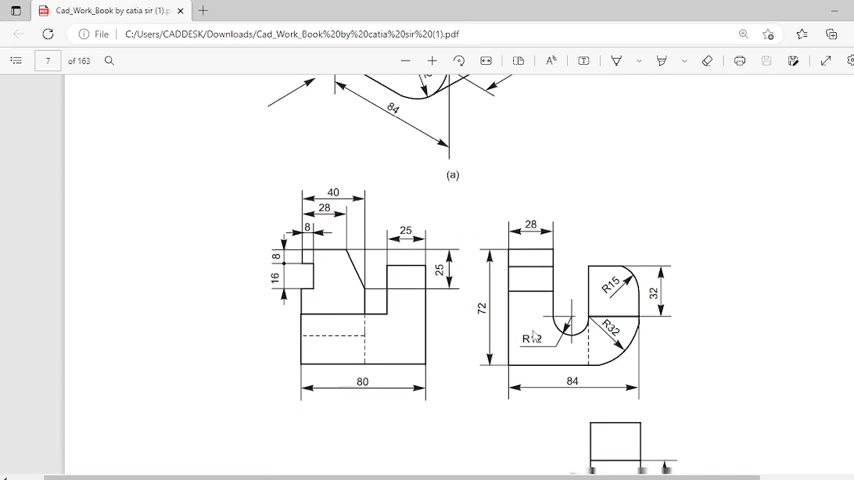 Cad_Work_Book by catia sir (1).p
File
C:/Users/CADDESK/Downloads/Cad_Work_Book%20by%20catia%20sir%20(1).pdf
7 of 163
84
(a)
40
28
8
25
8
16
25
80
28
72
R15
32
R32
84